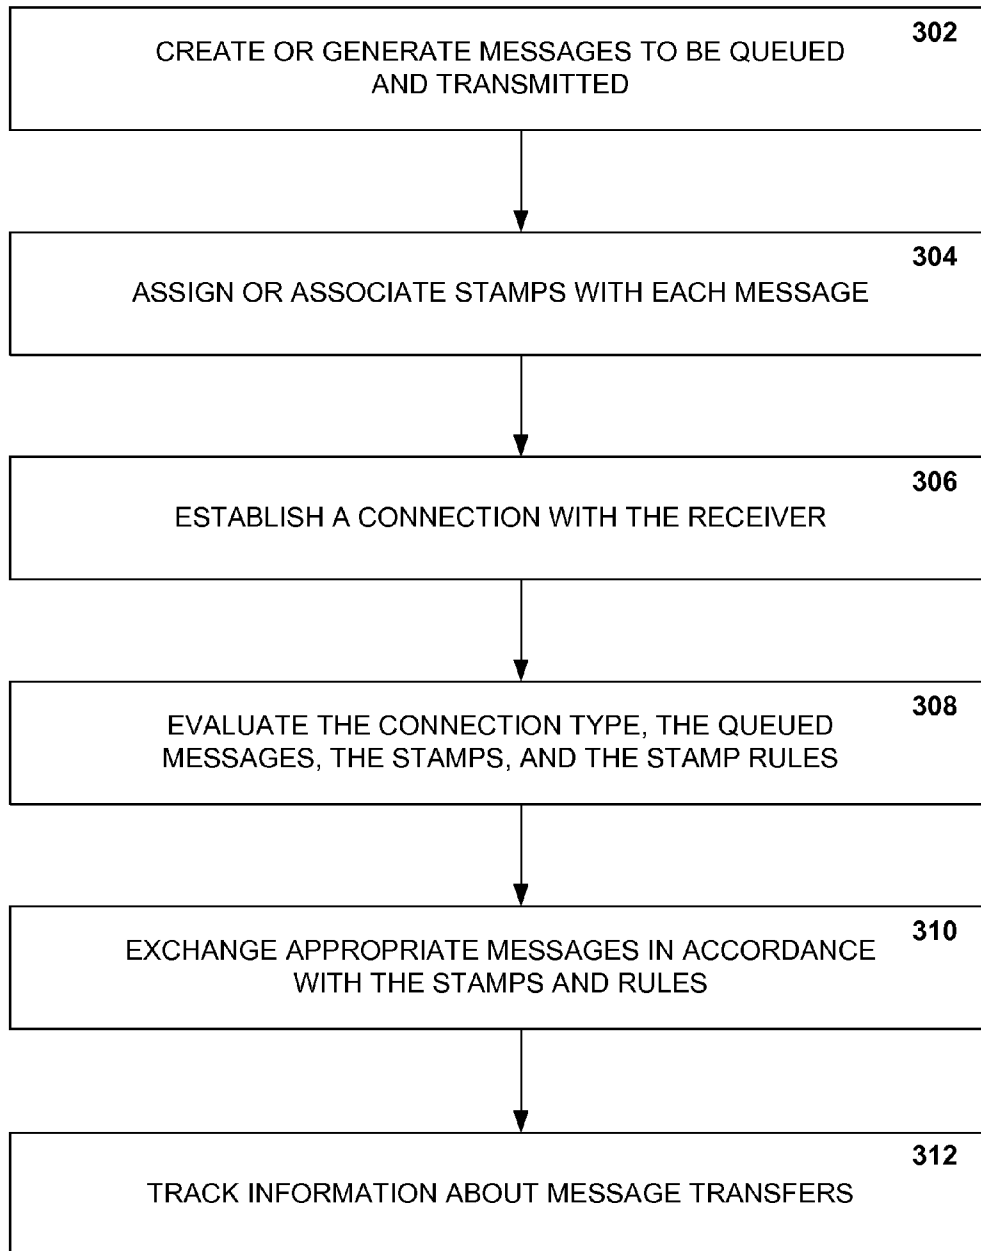 302
CREATE OR GENERATE MESSAGES TO BE QUEUED
AND TRANSMITTED
304
ASSIGN OR ASSOCIATE STAMPS WITH EACH MESSAGE
306
ESTABLISH A CONNECTION WITH THE RECEIVER
308
EVALUATE THE CONNECTION TYPE, THE QUEUED
MESSAGES, THE STAMPS, AND THE STAMP RULES
310
EXCHANGE APPROPRIATE MESSAGES IN ACCORDANCE
WITH THE STAMPS AND RULES
312
TRACK INFORMATION ABOUT MESSAGE TRANSFERS